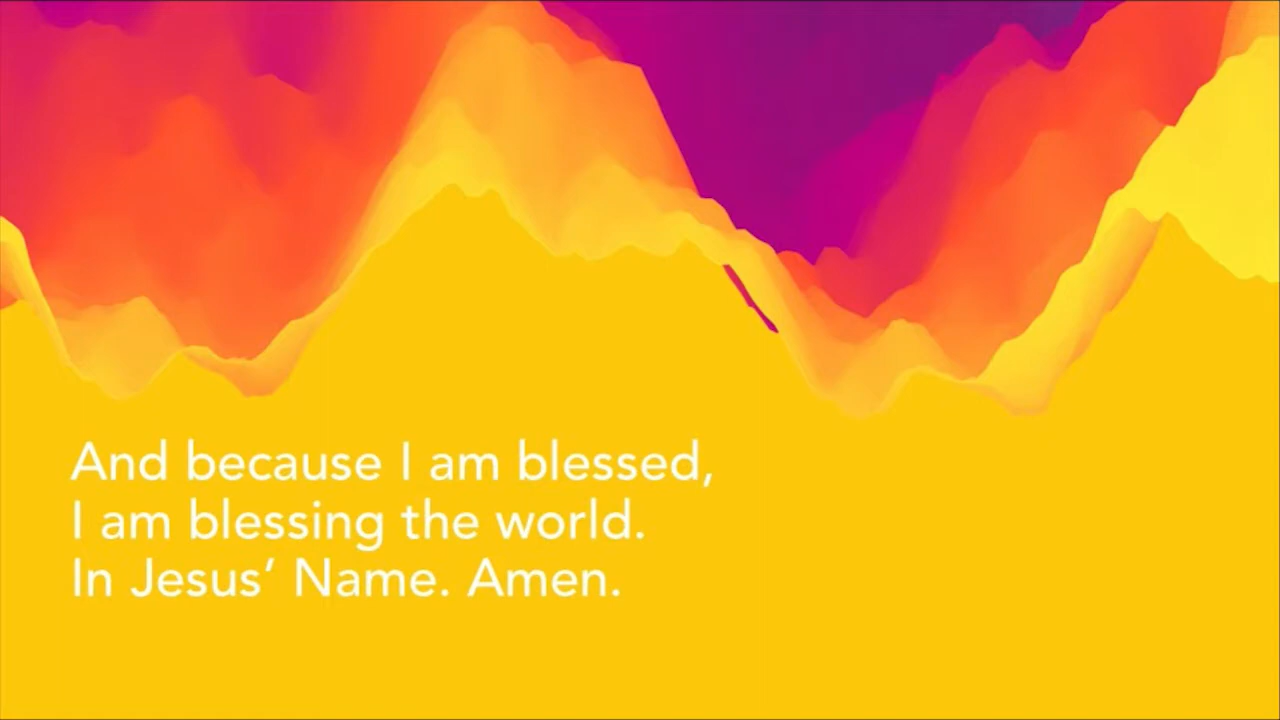 And because I am blessed,
I am blessing the world.
In Jesus’ Name. Amen.